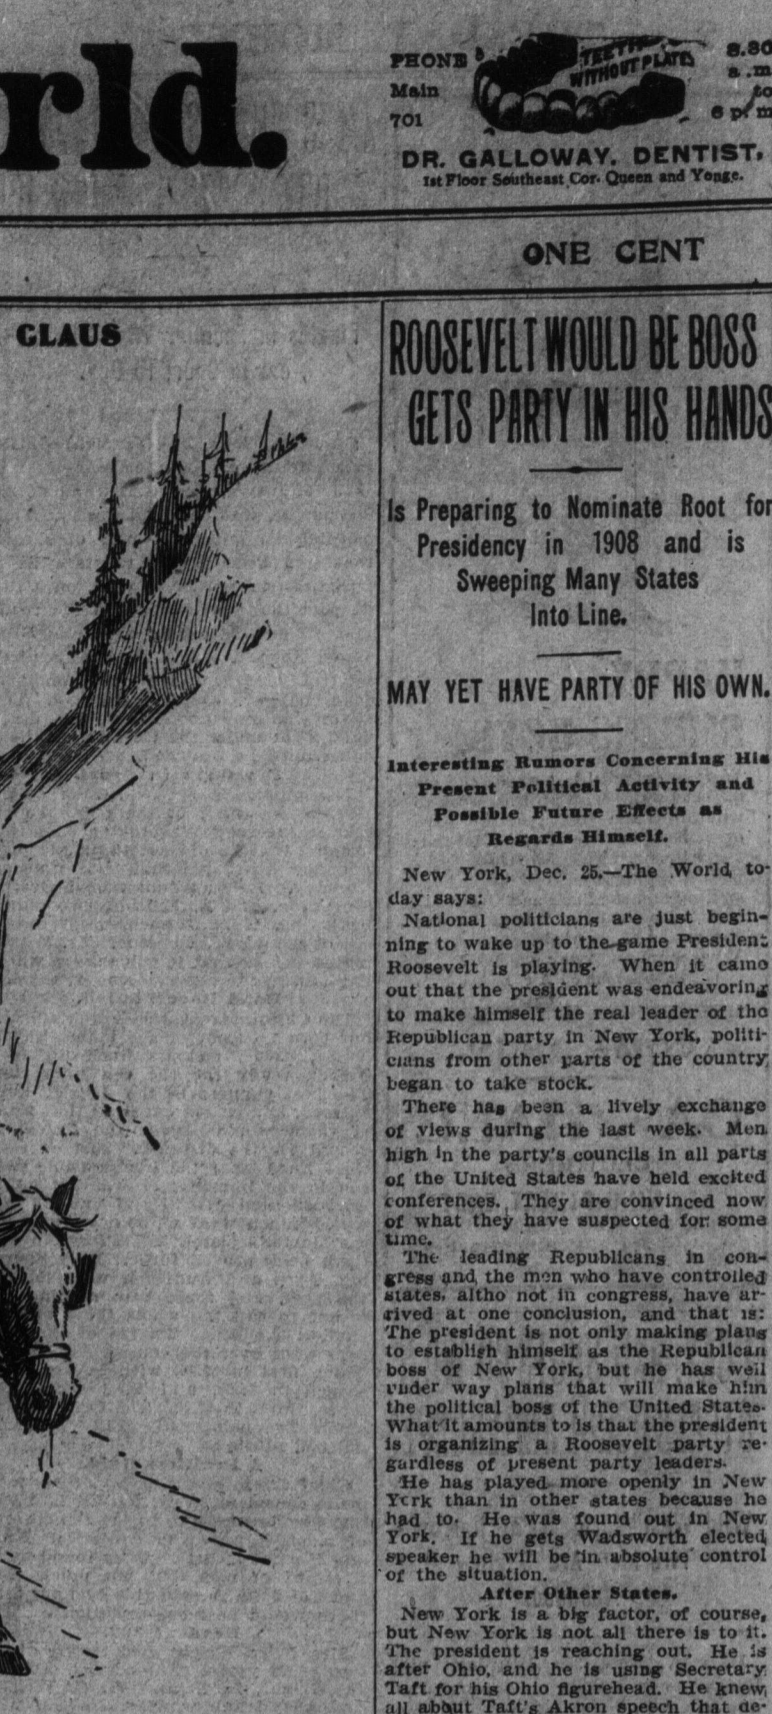 rld.
PHONE
Main
701
TEETH
WITHOUT PLATES
8.30
a.m
to
6 p.m
DR. GALLOWAY, DENTIST,
1st Floor Southeast Cor. Queen and Yonge.
ONE CENT
CLAUS
ROOSEVELT WOULD BE BOSS
GETS PARTY IN HIS HANDS
Is Preparing to Nominate Root for
Presidency in 1908 and is
Sweeping Many States
Into Line.
MAY YET HAVE PARTY OF HIS OWN.
Interesting Rumors Concerning His
Present Political Activity and
Possible Future Effects as
Regards Himself.
New York, Dec. 25.—The World to-
day says:
National politicians are just begin-
ning to wake up to the game President
Roosevelt is playing. When it came
out that the president was endeavoring
to make himself the real leader of the
Republican party in New York, politi-
cians from other parts of the country
began to take stock.
There has been a lively exchange
of views during the last week. Men
high in the party's councils in all parts
of the United States have held excited
conferences. They are convinced now
of what they have suspected for some
time.
The leading Republicans in con-
gress and the men who have controlled
states, altho not in congress, have ar-
rived at one conclusion, and that is:
The president is not only making plans
to establish himself as the Republican
boss of New York, but he has well
under way plans that will make him
the political boss of the United States.
What it amounts to is that the president
is organizing a Roosevelt party re-
gardless of present party leaders.
He has played more openly in New
York than in other states because he
had to. He was found out in New
York. If he gets Wadsworth elected
speaker he will be in absolute control
of the situation.
After Other States.
New York is a big factor, of course,
but New York is not all there is to it.
The president is reaching out. He is
after Ohio, and he is using Secretary
Taft for his Ohio figurehead. He knew
all about Taft's Akron speech that de-